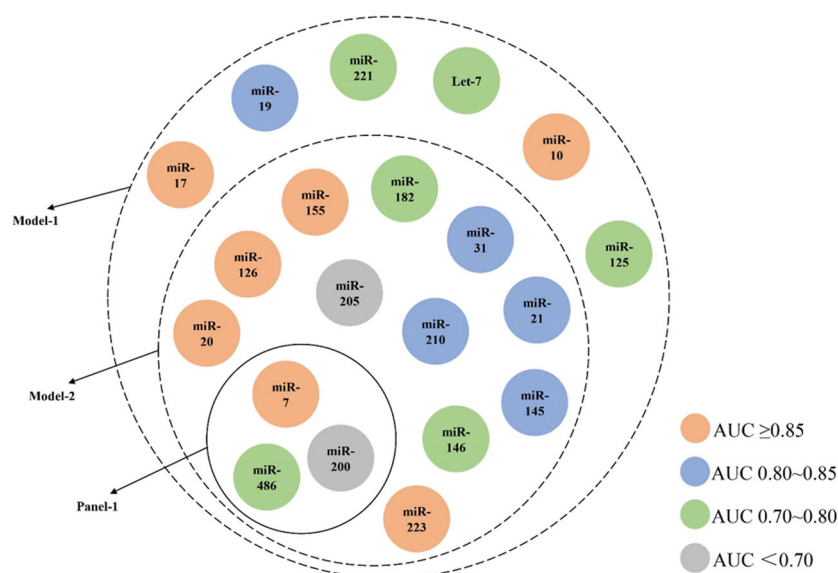 miR-
221
Let-7
miR-
19
miR-
10
miR-
17
Model-1
miR-
182
miR-
155
miR-
31
miR-
125
miR-
126
miR-
205
miR-
21
miR-
210
miR-
20
Model-2
miR-
7
miR-
145
miR-
146
miR-
200
miR-
486
Panel-1
miR-
223
AUC ≥0.85
AUC 0.80~0.85
AUC 0.70~0.80
AUC ＜0.70